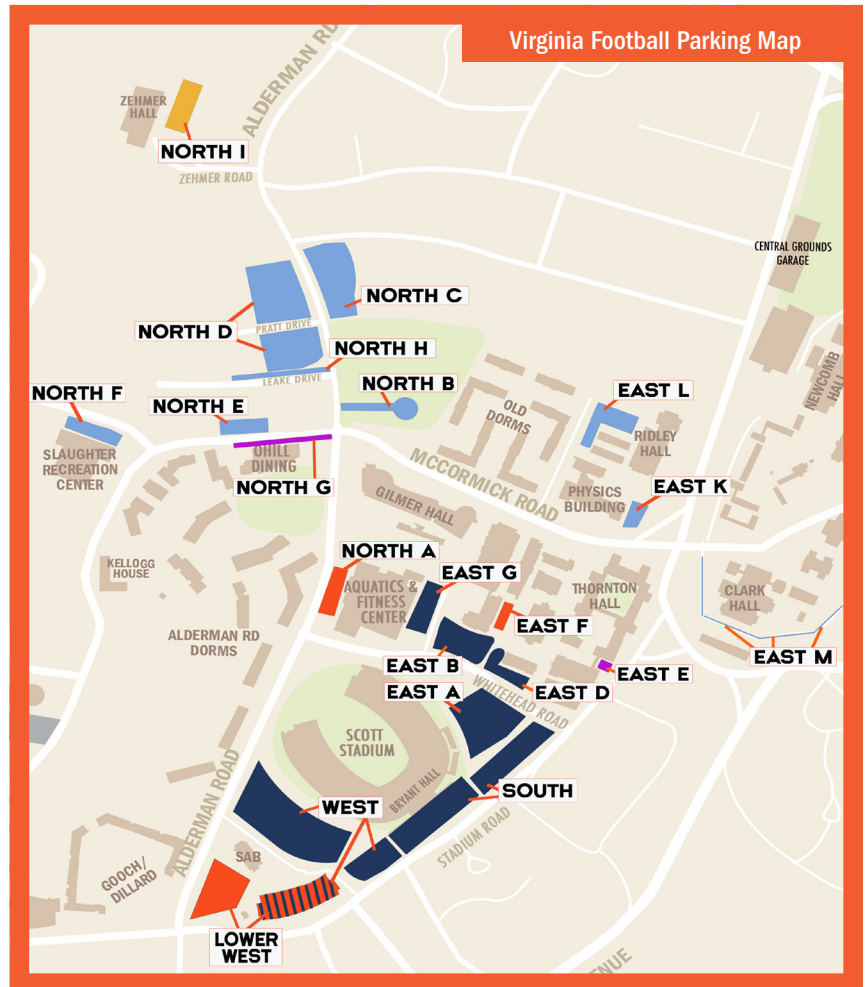 Virginia Football Parking Map
ALDERMAN RD
ZEHMER
HALL
NORTH I
ZEHMER ROAD
CENTRAL GROUNDS
GARAGE
NORTH C
NORTH D
PRATT DRIVE
NORTH H
LEAKE DRIVE
NORTH B
NORTH F
NORTH E
EAST L
NEWCOMB
HALL
OLD
DORMS
RIDLEY
HALL
SLAUGHTER
RECREATION
CENTER
OHILL
DINING
NORTH G
MCCORMICK ROAD
GILMER HALL
PHYSICS
BUILDING
EAST K
NORTH A
KELLOGG
HOUSE
EAST G
AQUATICS &
FITNESS
CENTER
THORNTON
HALL
CLARK
HALL
EAST F
ALDERMAN RD
DORMS
EAST M
EAST B
EAST E
EAST A
WHITEHEAD ROAD
EAST D
SCOTT
STADIUM
BRYANT HALL
SOUTH
WEST
ALDERMAN ROAD
STADIUM ROAD
SAB
GOOCH/
DILLARD
LOWER
WEST
ENUE